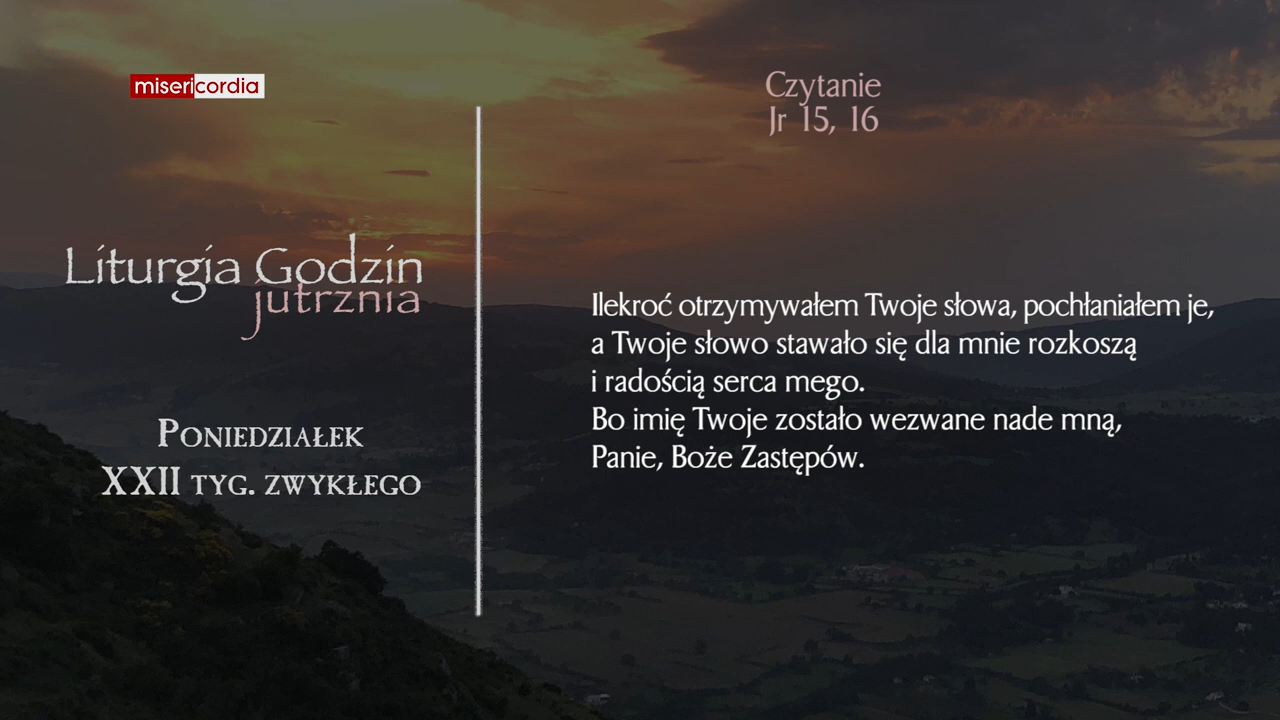 misericordia
Liturgia Godzin
jutrznia
Poniedziałek
XXII tyg. zwykłego
Czytanie
Jr 15, 16
Ilekroć otrzymywałem Twoje słowa, pochłaniałem je,
a Twoje słowo stawało się dla mnie rozkoszą
i radością serca mego.
Bo imię Twoje zostało wezwane nade mną,
Panie, Boże Zastępów.